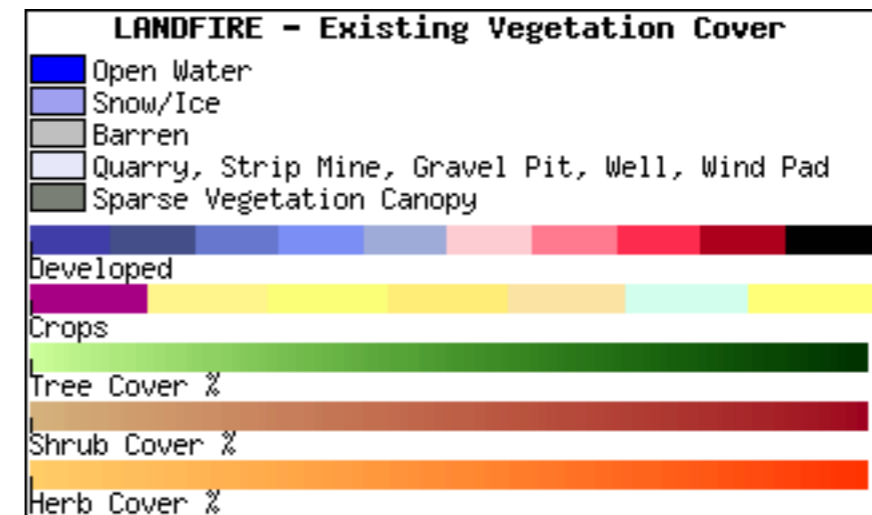 LANDFIRE - Existing Vegetation Cover
Open Water
Snow/Ice
Barren
Quarry, Strip Mine, Gravel Pit, Well, Wind Pad
Sparse Vegetation Canopy
Developed
Crops
Tree Cover %
Shrub Cover %
Herb Cover %